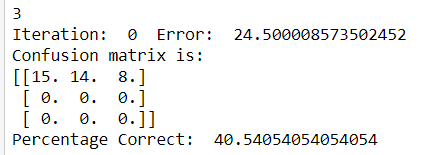 3
Iteration:  0  Error:  24.500008573502452
Confusion matrix is:
[[15. 14.  8.]
 [ 0.  0.  0.]
 [ 0.  0.  0.]]
Percentage Correct:  40.54054054054054